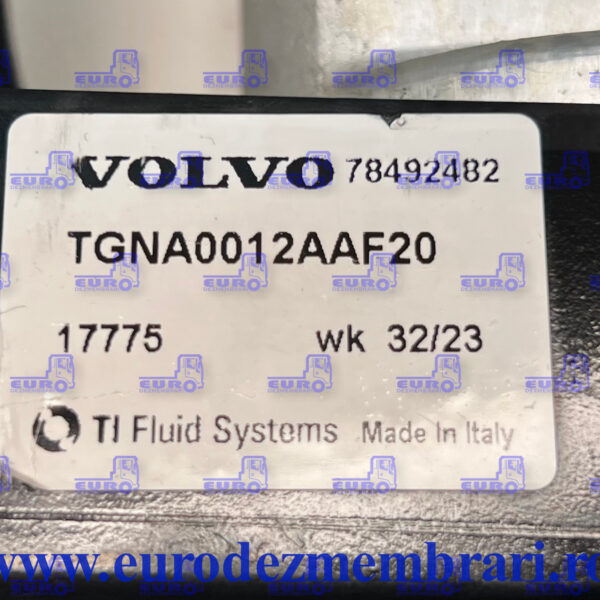 VOLVO 78492482
TGNA0012AAF20
17775 wk 32/23
TI Fluid Systems Made In Italy
www.eurodezmembrari.ro